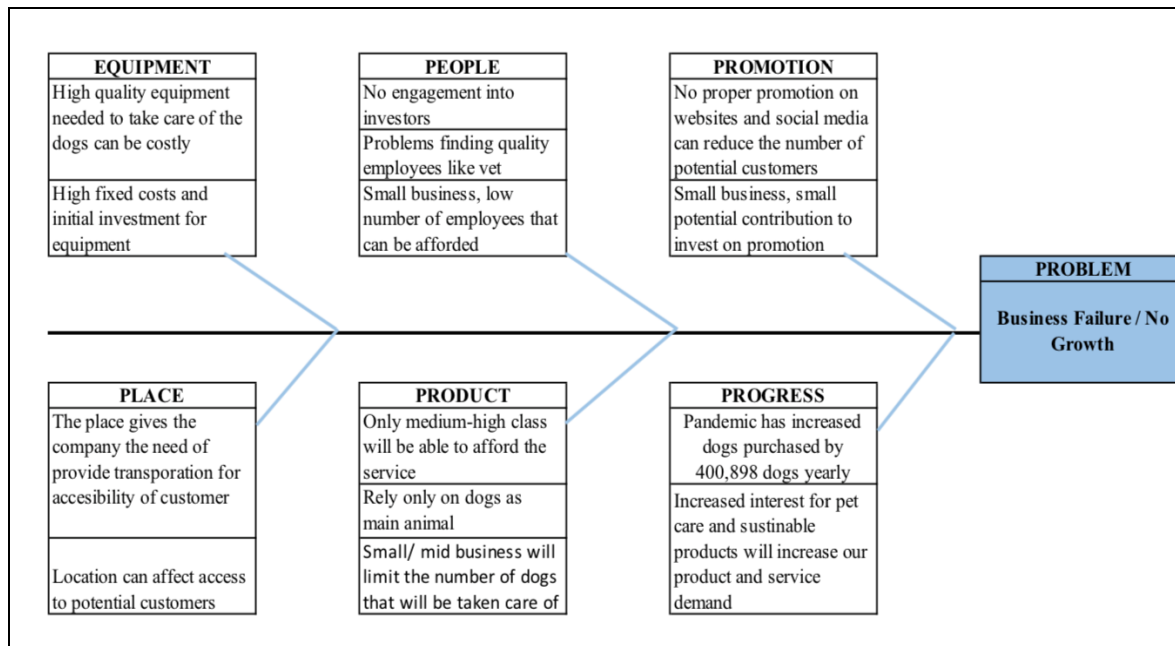 EQUIPMENT
High quality equipment
needed to take care of the
dogs can be costly
High fixed costs and
initial investment for
equipment
PEOPLE
No engagement into
investors
Problems finding quality
employees like vet
Small business, low
number of employees that
can be afforded
PROMOTION
No proper promotion on
websites and social media
can reduce the number of
potential customers
Small business, small
potential contribution to
invest on promotion
PROBLEM
Business Failure / No
Growth
PLACE
The place gives the
company the need of
provide transporation for
accesibility of customer
Location can affect access
to potential customers
PRODUCT
Only medium-high class
will be able to afford the
service
Rely only on dogs as
main animal
Small/ mid business will
limit the number of dogs
that will be taken care of
PROGRESS
Pandemic has increased
dogs purchased by
400,898 dogs yearly
Increased interest for pet
care and sustinable
products will increase our
product and service
demand